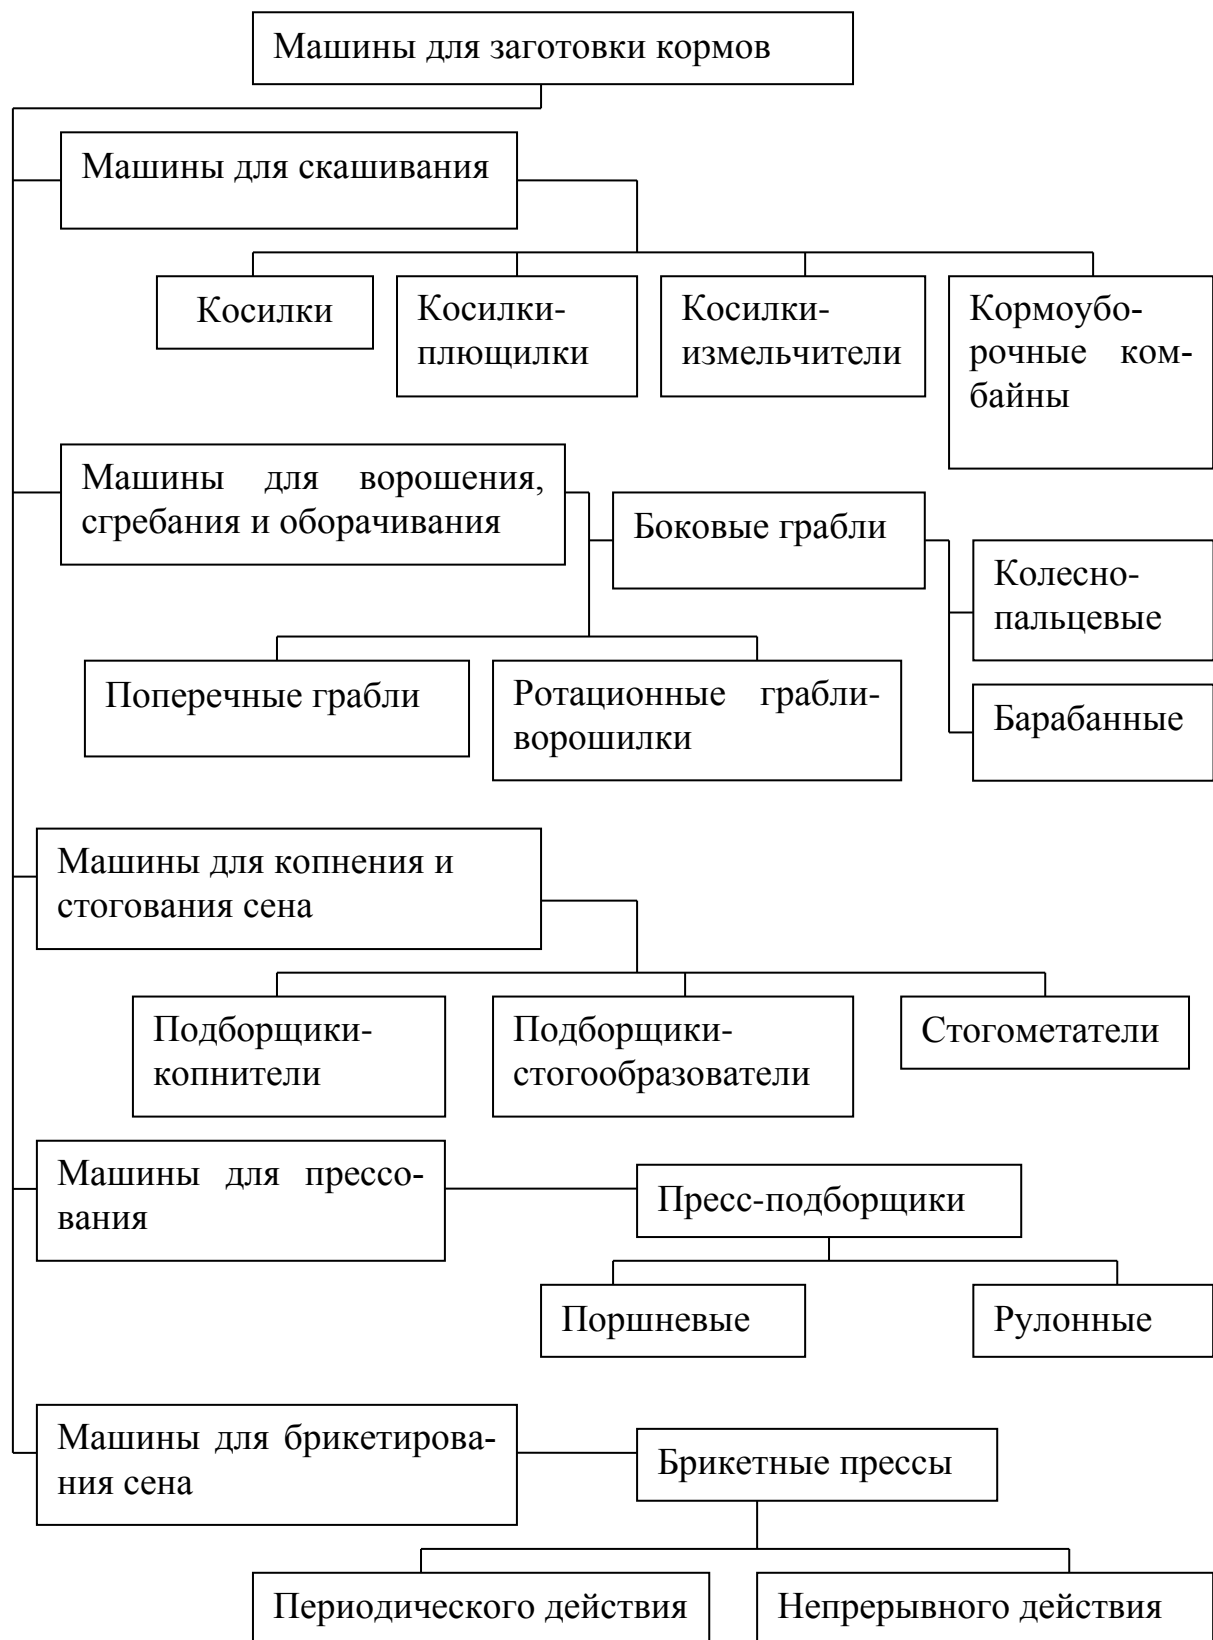 Машины для заготовки кормов
Машины для скашивания
Косилки
Косилки-
плющилки
Косилки-
измельчители
Кормоубо-
рочные ком-
байны
Машины для ворошения,
сгребания и оборачивания
Боковые грабли
Колесно-
пальцевые
Поперечные грабли
Ротационные грабли-
ворошилки
Барабанные
Машины для копнения и
стогования сена
Подборщики-
копнители
Подборщики-
стогообразователи
Стогометатели
Машины для прессо-
вания
Пресс-подборщики
Поршневые
Рулонные
Машины для брикетирова-
ния сена
Брикетные прессы
Периодического действия
Непрерывного действия